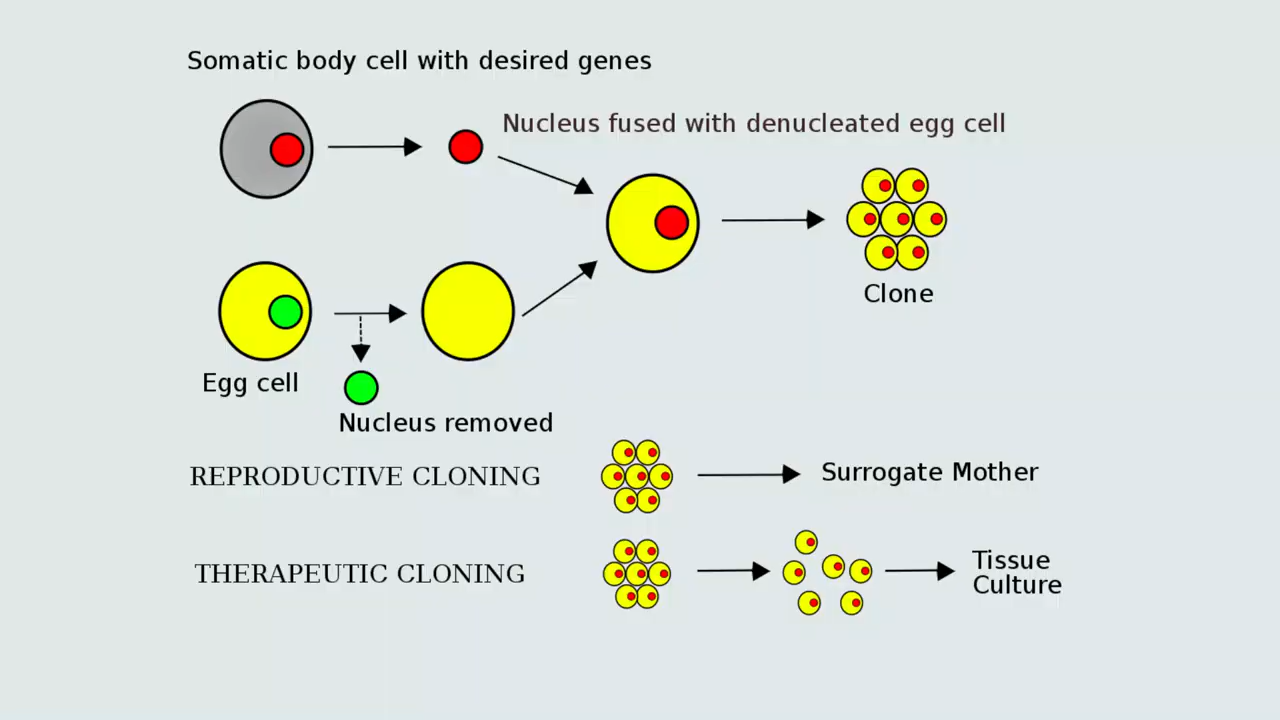 Somatic body cell with desired genes
Nucleus fused with denucleated egg cell
Clone
Egg cell
Nucleus removed
REPRODUCTIVE CLONING
Surrogate Mother
THERAPEUTIC CLONING
Tissue
Culture